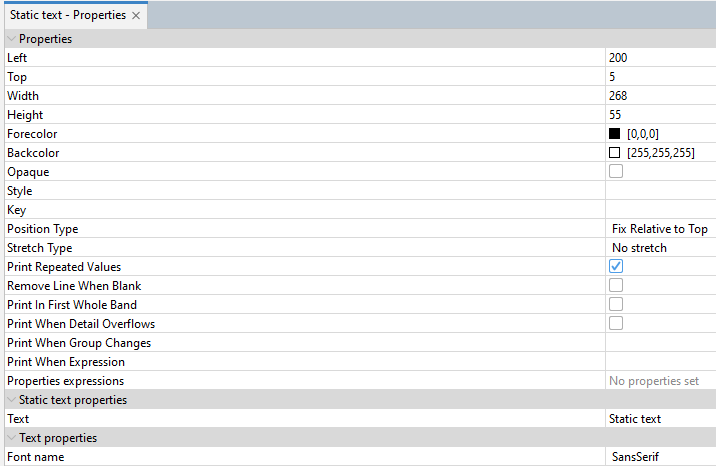 Static text - Properties
Properties
Left 200
Top 5
Width 268
Height 55
Forecolor [0,0,0]
Backcolor [255,255,255]
Opaque
Style
Key
Position Type Fix Relative to Top
Stretch Type No stretch
Print Repeated Values
Remove Line When Blank
Print In First Whole Band
Print When Detail Overflows
Print When Group Changes
Print When Expression
Properties expressions No properties set
Static text properties
Text Static text
Text properties
Font name SansSerif